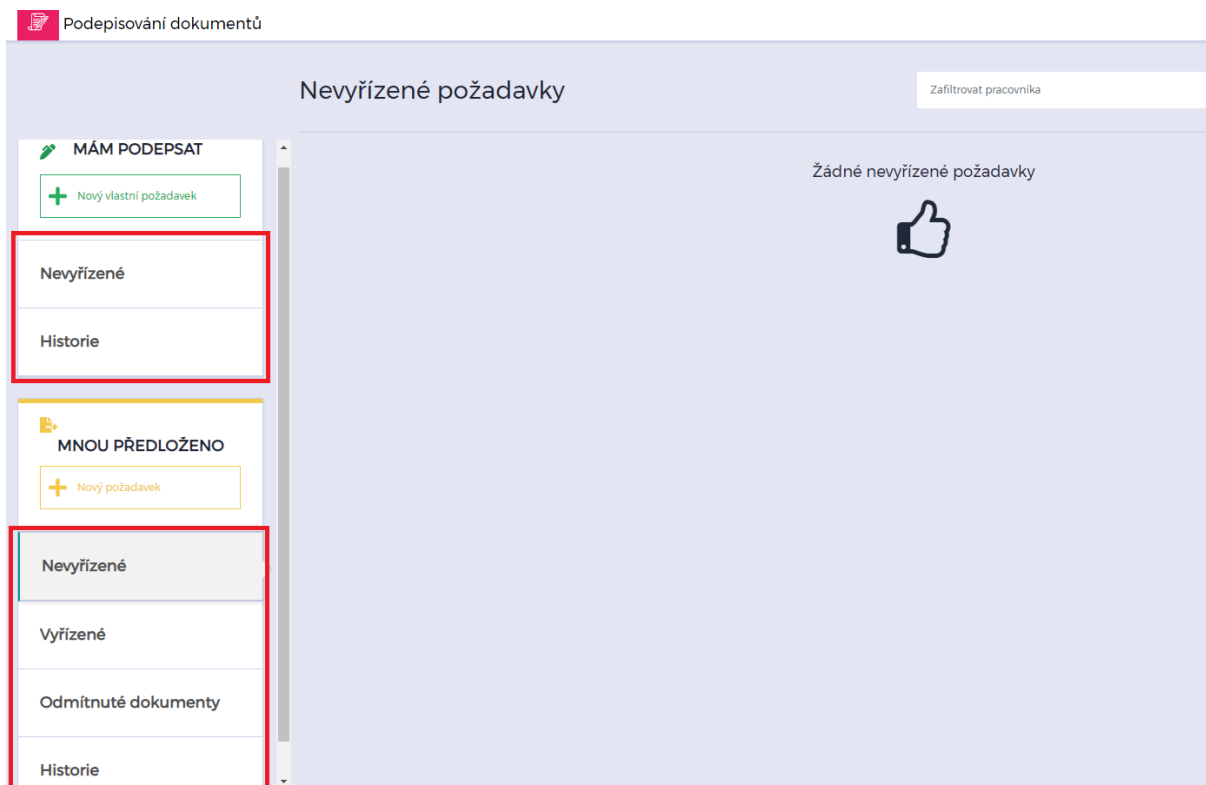 Podepisování dokumentů
Nevyřízené požadavky
Zafiltrovat pracovníka
MÁM PODEPSAT
Nový vlastní požadavek
Nevyřízené
Historie
MNOU PŘEDLOŽENO
Nový požadavek
Nevyřízené
Vyřízené
Odmítnuté dokumenty
Historie
Žádné nevyřízené požadavky